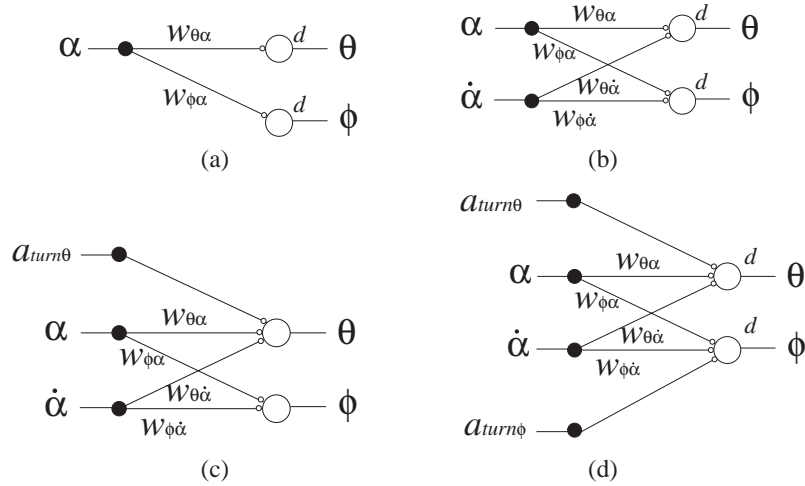 α wθα d θ
wφα d φ
(a)
α wθα d θ
wφα
α̇ wθα̇ d φ
wφα̇
(b)
aturnθ
α wθα θ
wφα
α̇ wθα̇ φ
wφα̇
(c)
aturnθ
α wθα d θ
wφα
α̇ wθα̇ d φ
wφα̇
aturnφ
(d)